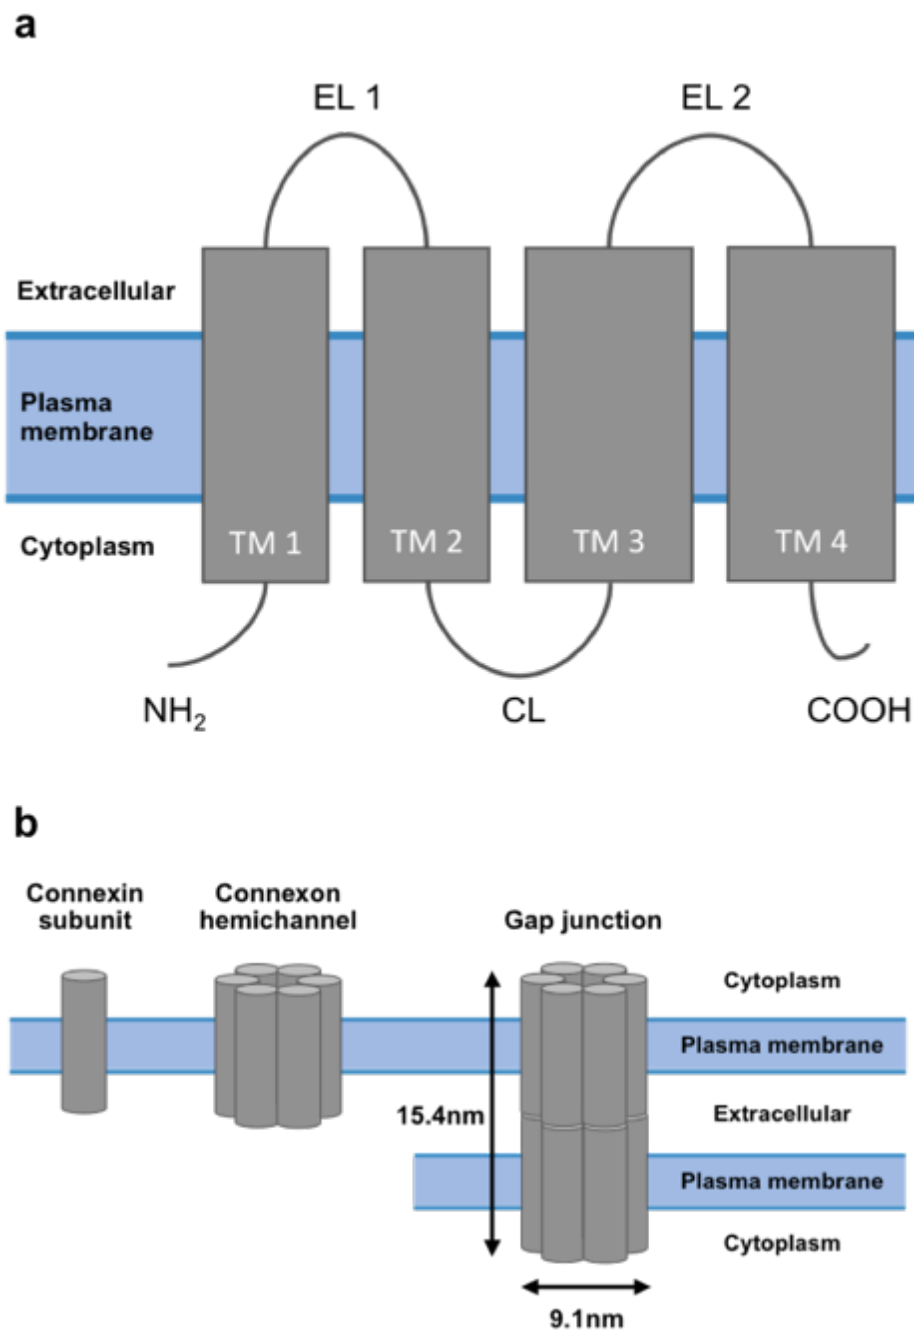 a
EL 1
EL 2
Extracellular
Plasma
membrane
Cytoplasm
TM 1
TM 2
TM 3
TM 4
NH₂
CL
COOH
b
Connexin
subunit
Connexon
hemichannel
Gap junction
Cytoplasm
Plasma membrane
15.4nm
Extracellular
Plasma membrane
Cytoplasm
9.1nm